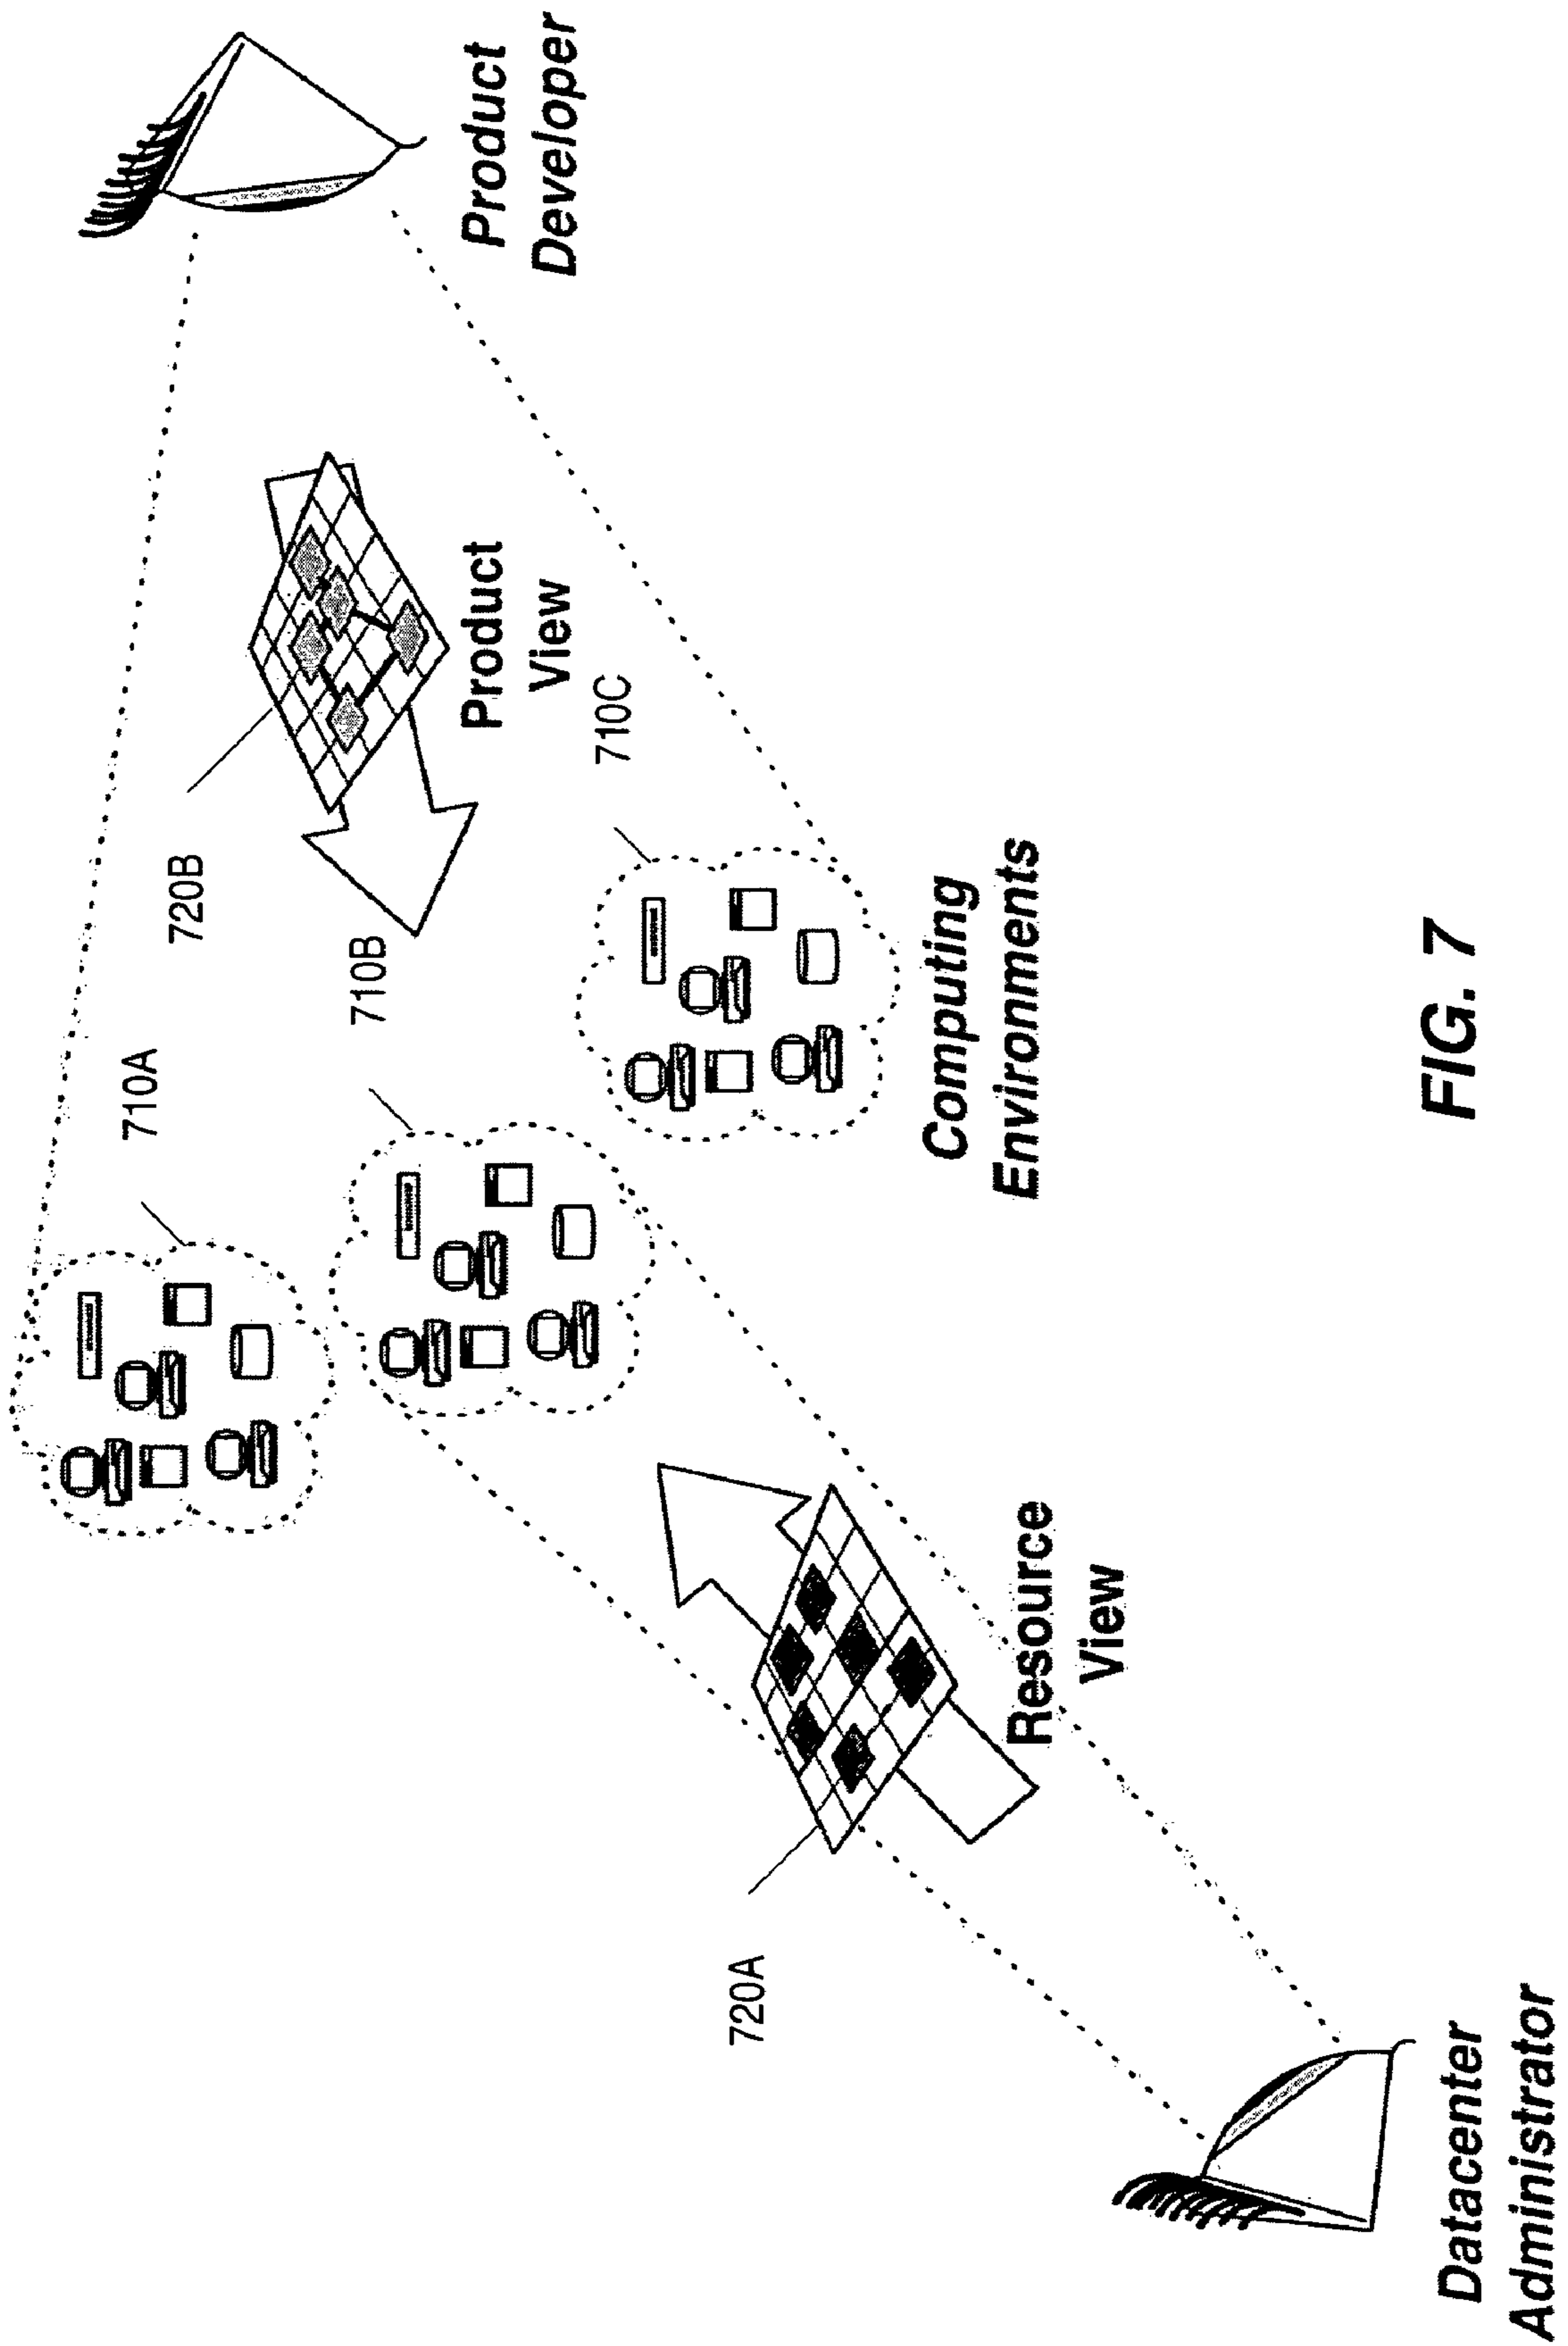 710A
720B
710B
Product
Developer
Product
View
710C
720A
Computing
Environments
Resource
View
Datacenter
Administrator
FIG. 7